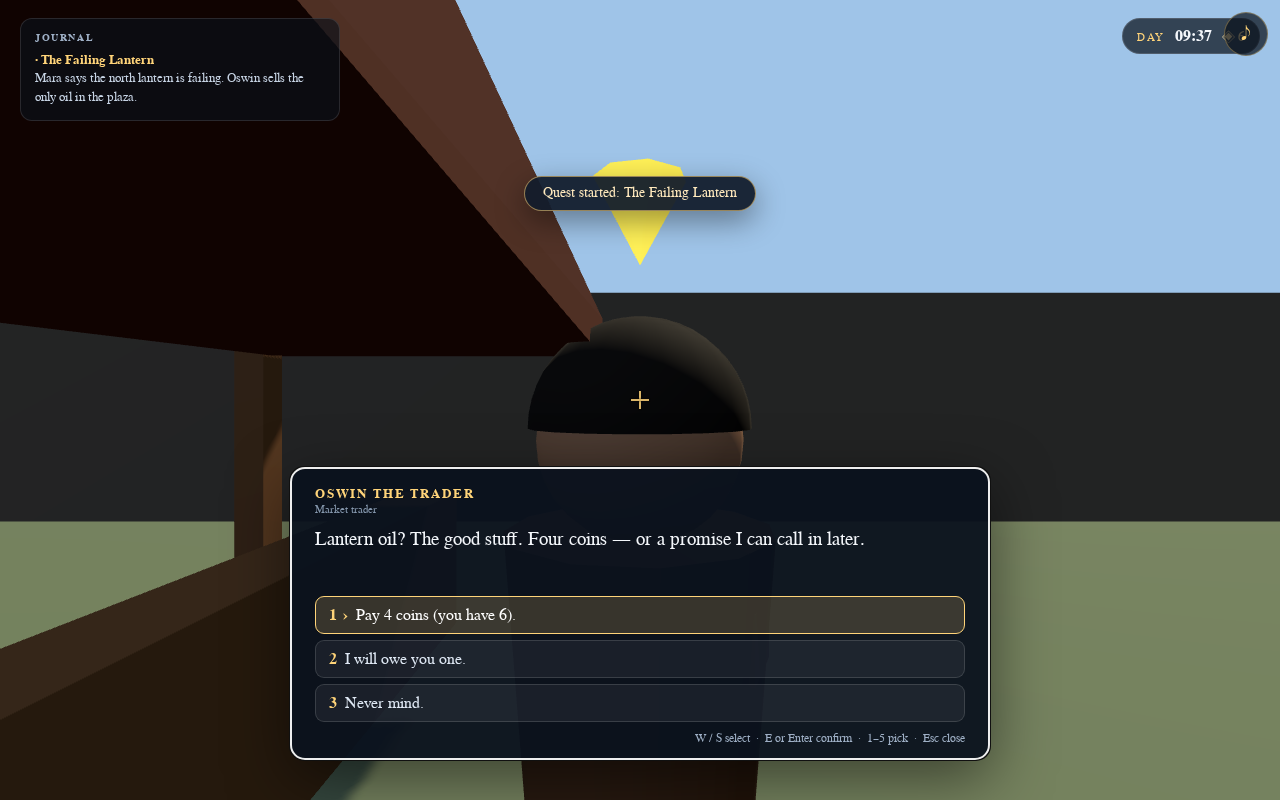 JOURNAL
· The Failing Lantern
Mara says the north lantern is failing. Oswin sells the
only oil in the plaza.
DAY 09:37
Quest started: The Failing Lantern
OSWIN THE TRADER
Market trader
Lantern oil? The good stuff. Four coins — or a promise I can call in later.
1 › Pay 4 coins (you have 6).
2 I will owe you one.
3 Never mind.
W / S select · E or Enter confirm · 1–5 pick · Esc close